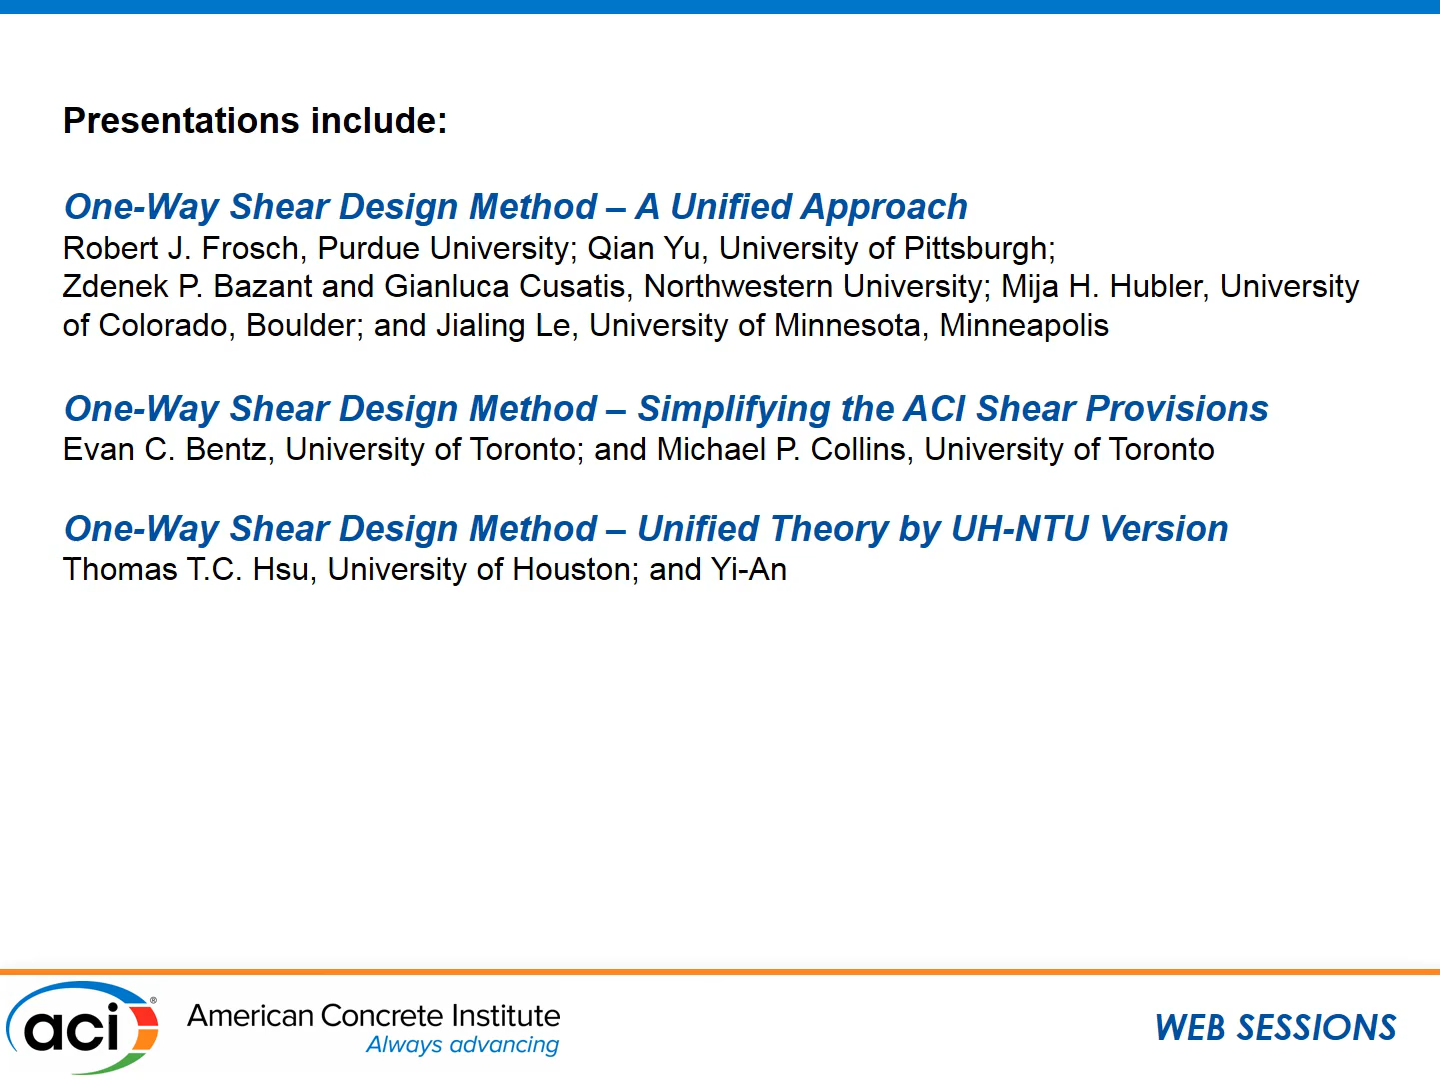 Presentations include:
One-Way Shear Design Method – A Unified Approach
Robert J. Frosch, Purdue University; Qian Yu, University of Pittsburgh;
Zdenek P. Bazant and Gianluca Cusatis, Northwestern University; Mija H. Hubler, University
of Colorado, Boulder; and Jialing Le, University of Minnesota, Minneapolis
One-Way Shear Design Method – Simplifying the ACI Shear Provisions
Evan C. Bentz, University of Toronto; and Michael P. Collins, University of Toronto
One-Way Shear Design Method – Unified Theory by UH-NTU Version
Thomas T.C. Hsu, University of Houston; and Yi-An
aci®
American Concrete Institute
Always advancing
WEB SESSIONS